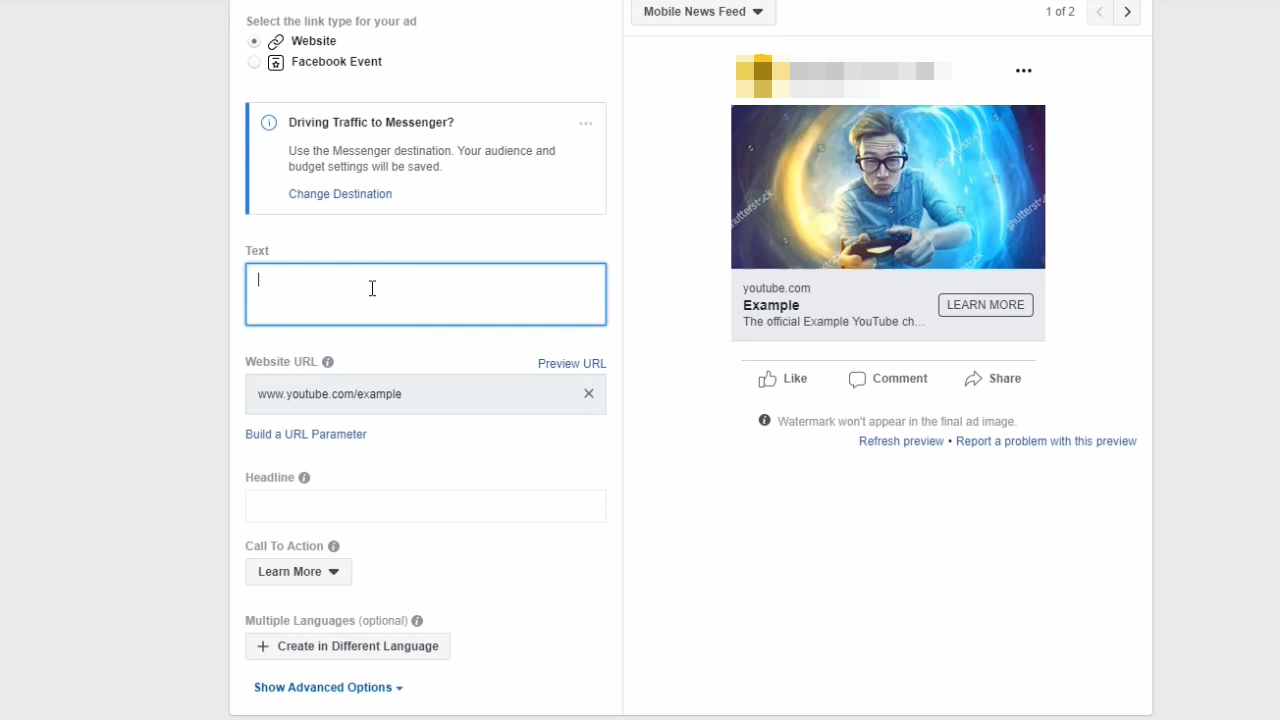 Select the link type for your ad
Website
Facebook Event
Driving Traffic to Messenger?
Use the Messenger destination. Your audience and
budget settings will be saved.
Change Destination
Text
Website URL
Preview URL
www.youtube.com/example
Build a URL Parameter
Headline
Call To Action
Learn More
Multiple Languages (optional)
+ Create in Different Language
Show Advanced Options
Mobile News Feed
1 of 2
shutterstock
shutterstock
shutterstock
youtube.com
Example
The official Example YouTube ch...
LEARN MORE
Like
Comment
Share
Watermark won't appear in the final ad image.
Refresh preview • Report a problem with this preview